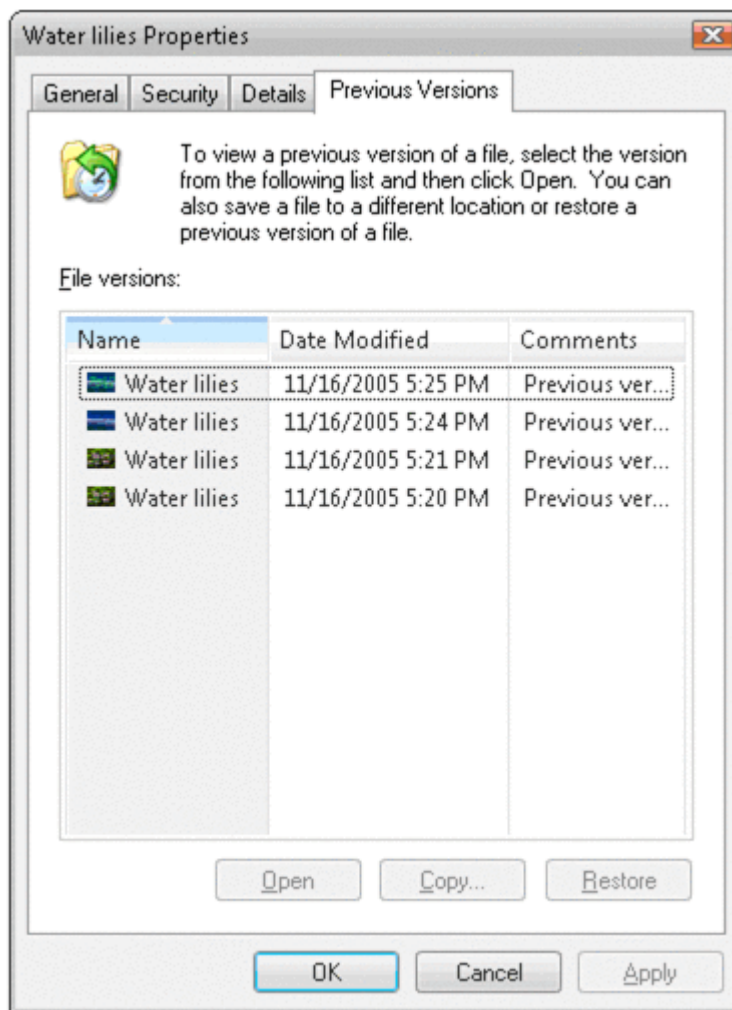 Water lilies Properties
General Security Details Previous Versions
To view a previous version of a file, select the version
from the following list and then click Open. You can
also save a file to a different location or restore a
previous version of a file.
File versions:
Name Date Modified Comments
Water lilies 11/16/2005 5:25 PM Previous ver...
Water lilies 11/16/2005 5:24 PM Previous ver...
Water lilies 11/16/2005 5:21 PM Previous ver...
Water lilies 11/16/2005 5:20 PM Previous ver...
Open Copy... Restore
OK Cancel Apply